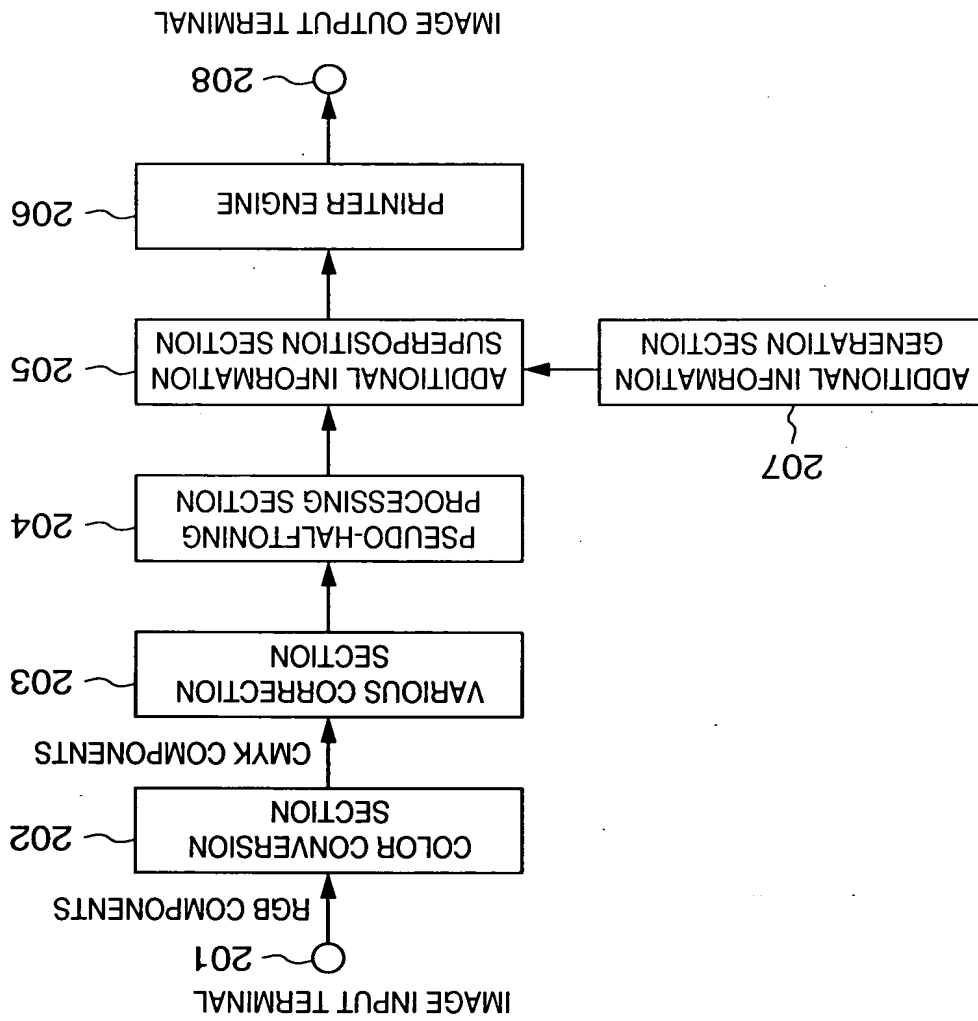 IMAGE INPUT TERMINAL
201
RGB COMPONENTS
COLOR CONVERSION
SECTION
202
CMYK COMPONENTS
VARIOUS CORRECTION
SECTION
203
PSEUDO-HALFTONING
PROCESSING SECTION
204
207
ADDITIONAL INFORMATION
GENERATION SECTION
ADDITIONAL INFORMATION
SUPERPOSITION SECTION
205
PRINTER ENGINE
206
208
IMAGE OUTPUT TERMINAL